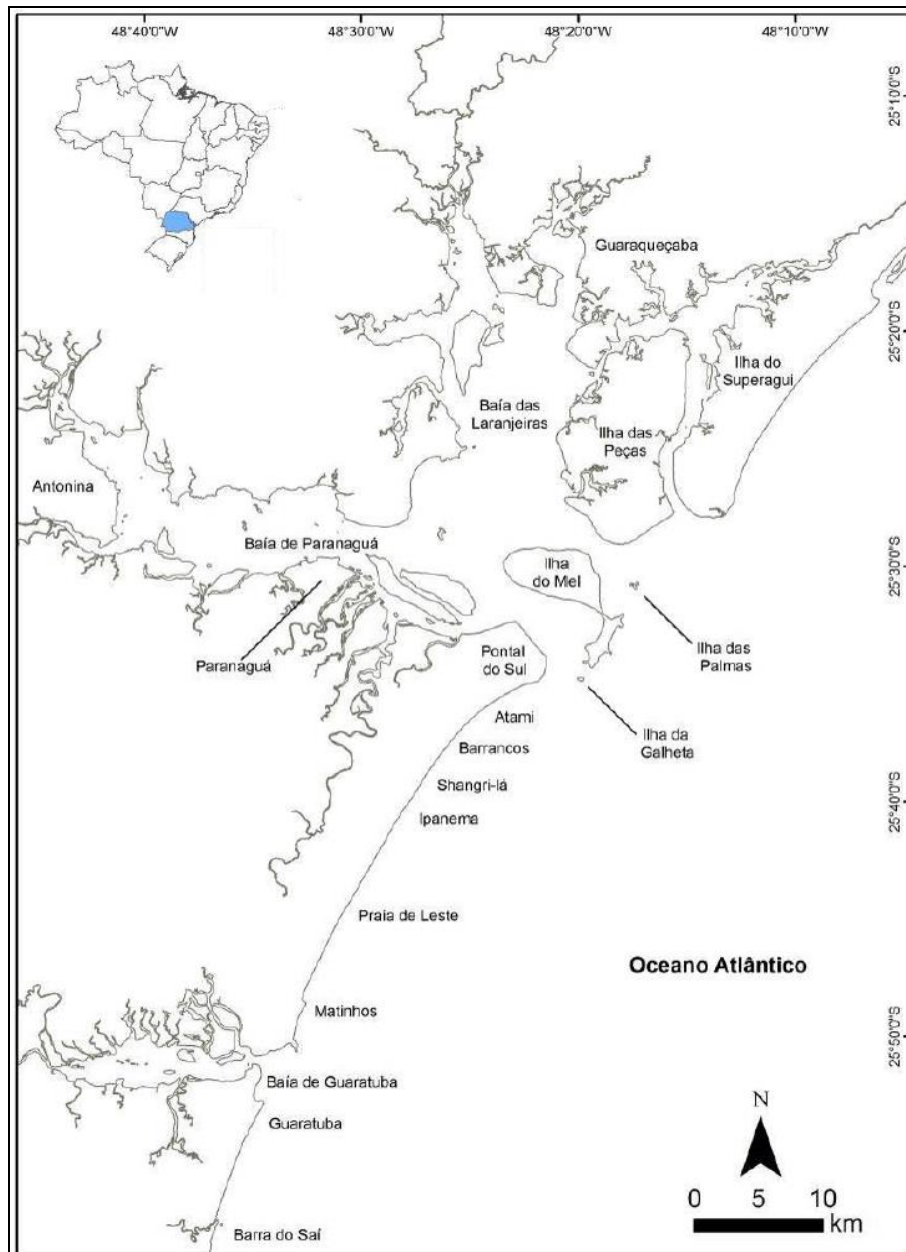 48°40'0"W
48°30'0"W
48°20'0"W
48°10'0"W
25°10'0"S
Guaraqueçaba
25°20'0"S
Ilha do
Superagui
Baía das
Laranjeiras
Ilha das
Peças
Antonina
Baía de Paranaguá
Ilha
do Mel
25°30'0"S
Paranaguá
Pontal
do Sul
Ilha das
Palmas
Atami
Ilha da
Galheta
Barrancos
Shangri-lá
Ipanema
25°40'0"S
Praia de Leste
Oceano Atlântico
Matinhos
25°50'0"S
Baía de Guaratuba
Guaratuba
N
0 5 10
km
Barra do Saí